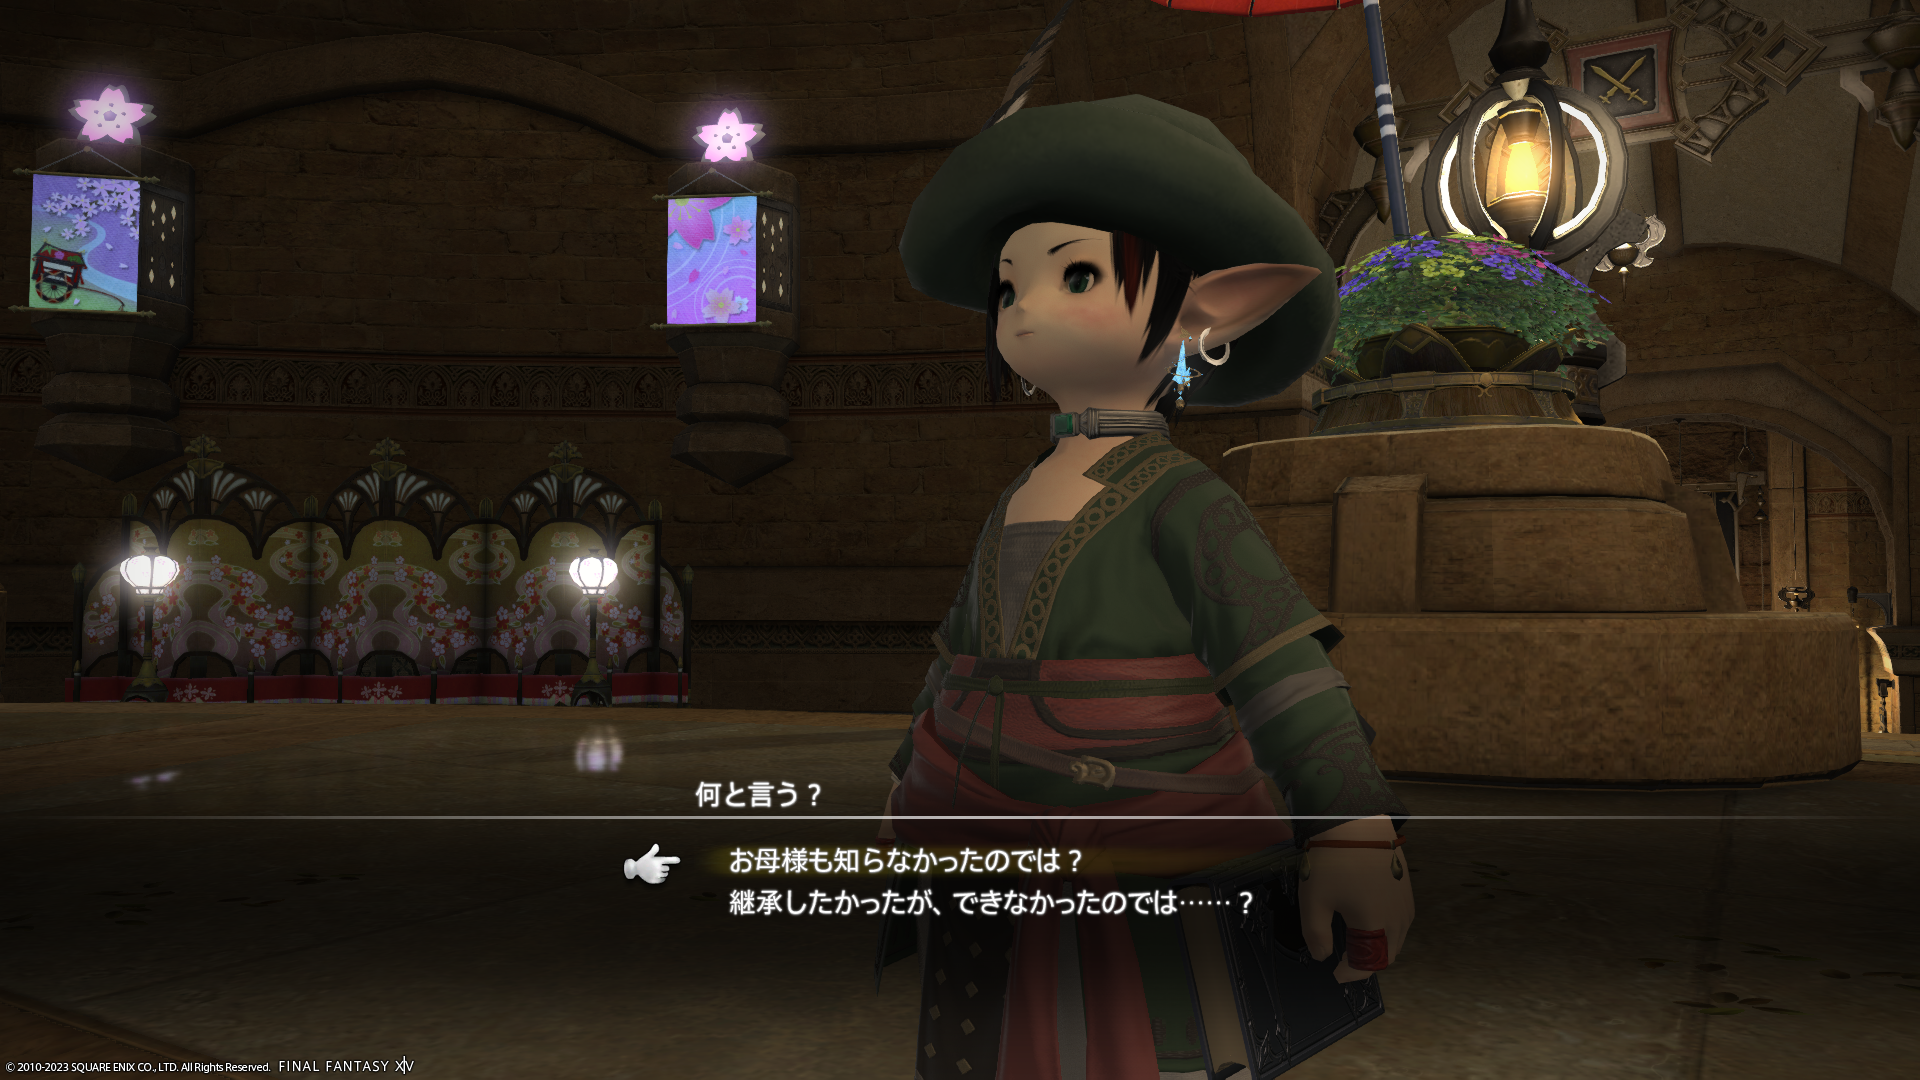 何と言う？
お母様も知らなかったのでは？
継承したかったが、できなかったのでは……？
© 2010-2023 SQUARE ENIX CO., LTD. All Rights Reserved. FINAL FANTASY XIV